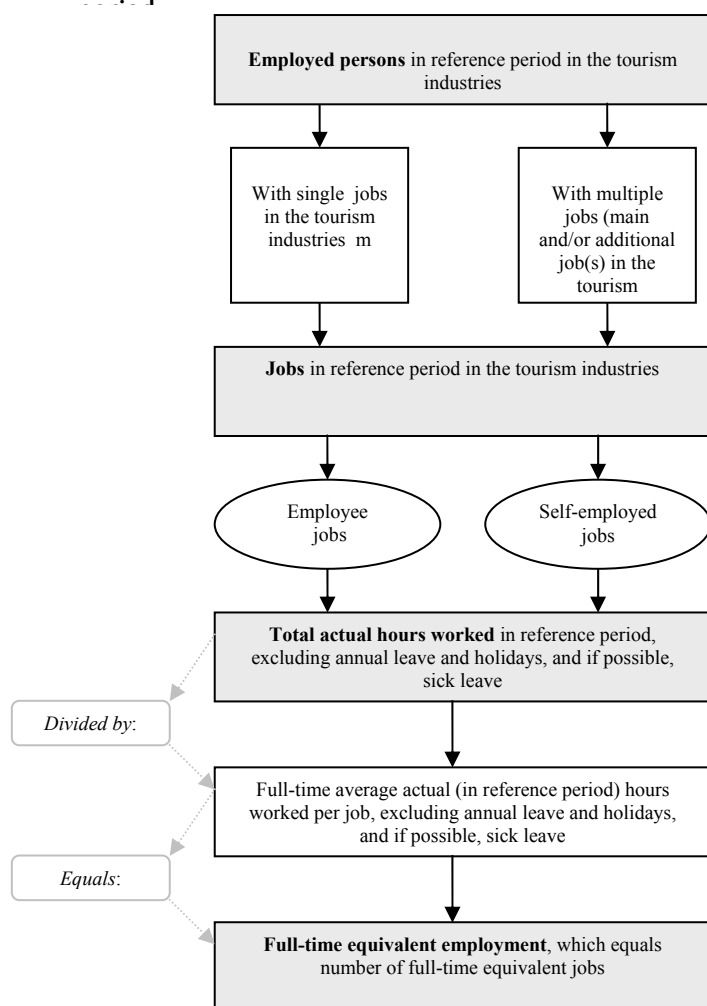 Employed persons in reference period in the tourism
industries
With single jobs
in the tourism
industries m
With multiple
jobs (main
and/or additional
job(s) in the
tourism
Jobs in reference period in the tourism industries
Employee
jobs
Self-employed
jobs
Total actual hours worked in reference period,
excluding annual leave and holidays, and if possible,
sick leave
Divided by:
Full-time average actual (in reference period) hours
worked per job, excluding annual leave and holidays,
and if possible, sick leave
Equals:
Full-time equivalent employment, which equals
number of full-time equivalent jobs